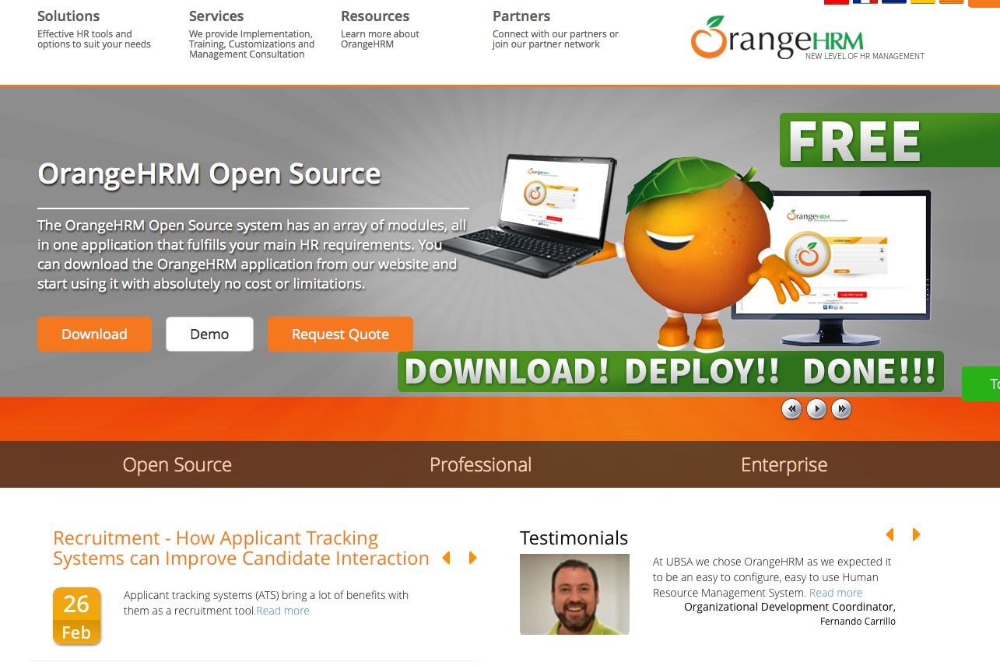 Solutions
Effective HR tools and
options to suit your needs
Services
We provide Implementation,
Training, Customizations and
Management Consultation
Resources
Learn more about
OrangeHRM
Partners
Connect with our partners or
join our partner network
OrangeHRM
NEW LEVEL OF HR MANAGEMENT
FREE
OrangeHRM Open Source
The OrangeHRM Open Source system has an array of modules, all
in one application that fulfills your main HR requirements. You
can download the OrangeHRM application from our website and
start using it with absolutely no cost or limitations.
OrangeHRM
OrangeHRM
Download
Demo
Request Quote
DOWNLOAD! DEPLOY!! DONE!!!
Open Source
Professional
Enterprise
Recruitment - How Applicant Tracking
Systems can Improve Candidate Interaction
26
Feb
Applicant tracking systems (ATS) bring a lot of benefits with
them as a recruitment tool.Read more
Testimonials
At UBSA we chose OrangeHRM as we expected it
to be an easy to configure, easy to use Human
Resource Management System. Read more
Organizational Development Coordinator,
Fernando Carrillo